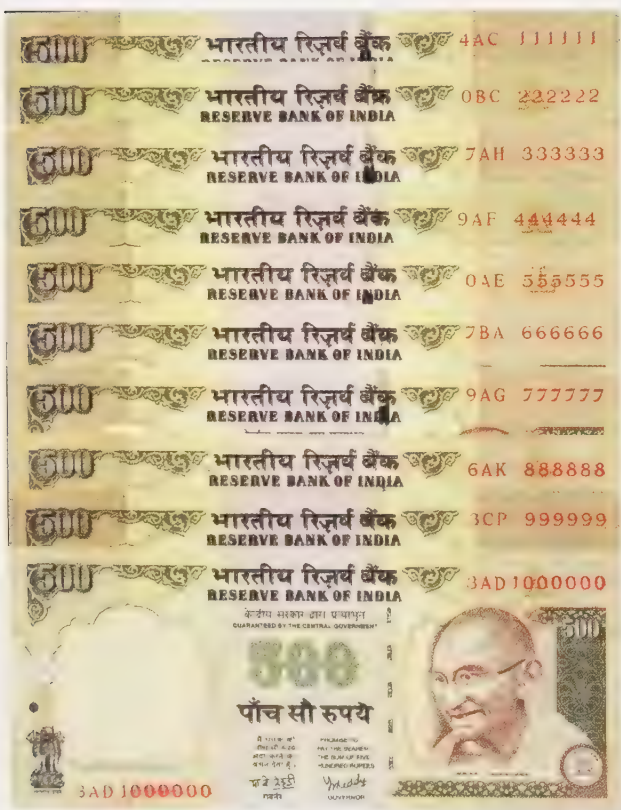 500 भारतीय रिज़र्व बैंक 4AC 111111
RESERVE BANK OF INDIA
500 भारतीय रिज़र्व बैंक 0BC 222222
RESERVE BANK OF INDIA
500 भारतीय रिज़र्व बैंक 7AH 333333
RESERVE BANK OF INDIA
500 भारतीय रिज़र्व बैंक 9AF 444444
RESERVE BANK OF INDIA
500 भारतीय रिज़र्व बैंक 0AE 555555
RESERVE BANK OF INDIA
500 भारतीय रिज़र्व बैंक 7BA 666666
RESERVE BANK OF INDIA
500 भारतीय रिज़र्व बैंक 9AG 777777
RESERVE BANK OF INDIA
500 भारतीय रिज़र्व बैंक 6AK 888888
RESERVE BANK OF INDIA
500 भारतीय रिज़र्व बैंक 3CP 999999
RESERVE BANK OF INDIA
500 भारतीय रिज़र्व बैंक 3AD 1000000
RESERVE BANK OF INDIA
केन्द्रीय सरकार द्वारा प्रत्याभूत
GUARANTEED BY THE CENTRAL GOVERNMENT
500
500
पाँच सौ रुपये
I PROMISE TO
PAY THE BEARER
THE SUM OF FIVE
HUNDRED RUPEES
गवर्नर GOVERNOR
3AD 1000000